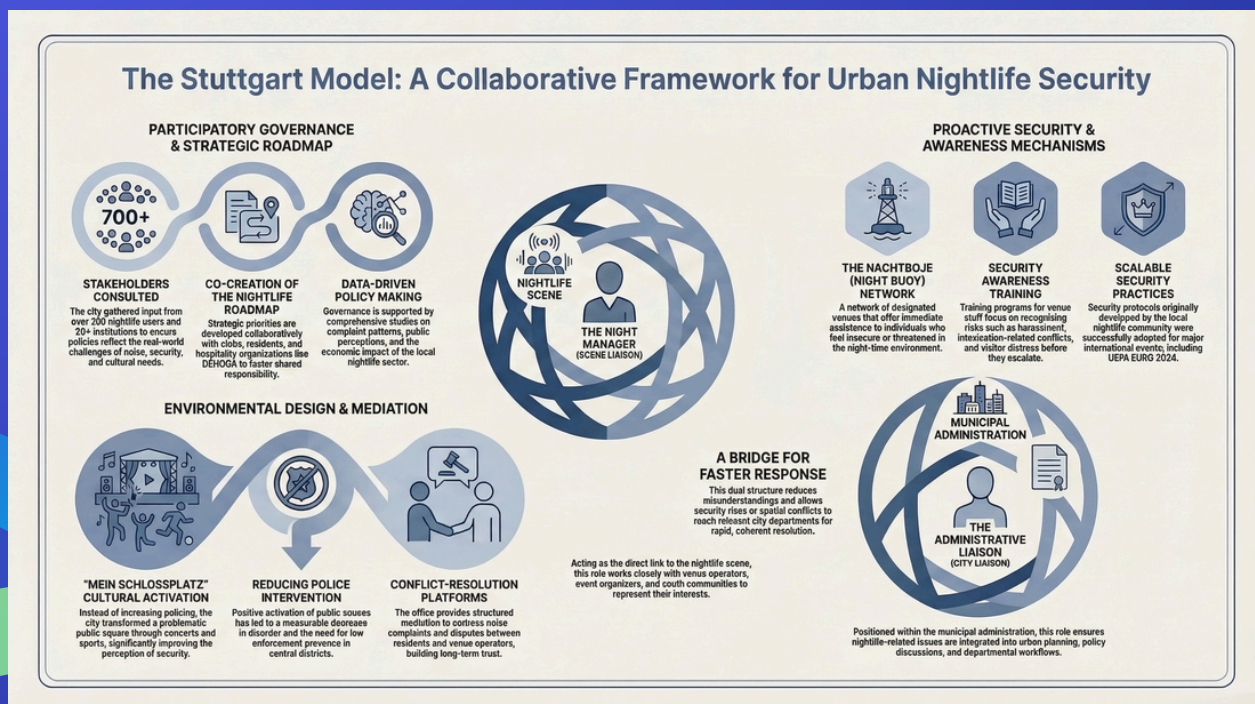 The Stuttgart Model: A Collaborative Framework for Urban Nightlife Security
PARTICIPATORY GOVERNANCE
& STRATEGIC ROADMAP
700+
STAKEHOLDERS
CONSULTED
The city gathered input from
over 200 nightlife users and
20+ institutions to encurs
policies reflect the real-world
challenges of noise, security,
and cultural needs.
CO-CREATION OF
THE NIGHTLIFE
ROADMAP
Strategic priorities are
developed collaboratively
with clobs, residents, and
hospitality organizations lise
DEHOGA to faster shared
responsibility.
DATA-DRIVEN
POLICY MAKING
Governance is supported by
comprehensive studies on
complaint patterns, public
perceptions, and the
economic impact of the local
nightlife sector.
NIGHTLIFE
SCENE
THE NIGHT
MANAGER
(SCENE LIAISON)
PROACTIVE SECURITY &
AWARENESS MECHANISMS
THE NACHTBOJE
(NIGHT BUOY)
NETWORK
A network of designated
venues that offer immediate
assistence to individuals who
feel insecure or threatened in
the night-time environment.
SECURITY
AWARENESS
TRAINING
Training programs for venue
stuff focus on recognising
risks such as harassinent,
intexication-related conflicts,
and visitor distress before
they escalate.
SCALABLE
SECURITY
PRACTICES
Security protocols originally
developped by the local
nightlife community were
successfully adopted for major
international events, including
UEPA EURG 2024.
ENVIRONMENTAL DESIGN & MEDIATION
"MEIN SCHLOSSPLATZ"
CULTURAL ACTIVATION
Instead of increasing policing, the
city transformed a problematic
public square through concerts and
sports, significantly improving the
perception of security.
REDUCING POLICE
INTERVENTION
Positive activation of public souses
has led to a measurable deoreaee
in disorder and the need for low
enforcement prevence in
central districts.
CONFLICT-RESOLUTION
PLATFORMS
The office provides structured
medlution to cortress noise
complaints and disputes between
residents and venue operators,
building long-term trust.
A BRIDGE FOR
FASTER RESPONSE
This dual structure reduces
misunderstandings and allows
security rises or spatial conflicts to
reach releasnt city departments for
rapid, coherent resolution.
Acting as the direct link to the nightlife scene,
this role works closely with venue operators,
event organizers, and couth communities to
represent their interests.
MUNICIPAL
ADMINISTRATION
THE
ADMINISTRATIVE
LIAISON
(CITY LIAISON)
Positioned within the municipal administration, this role ensures
nightille-related issues are integrated into urban planning, policy
discussions, and departmental workflows.